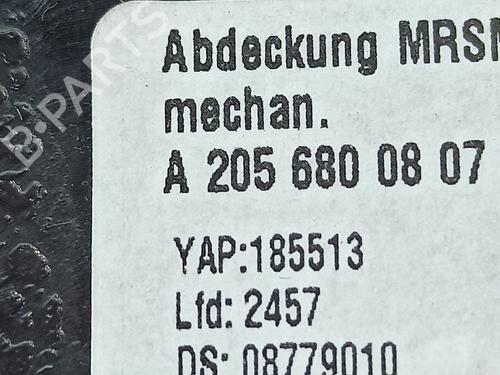 B-PARTS
Abdeckung MRSM
mechan.
A 205 680 08 07
YAP:185513
Lfd: 2457
DS: 08779010